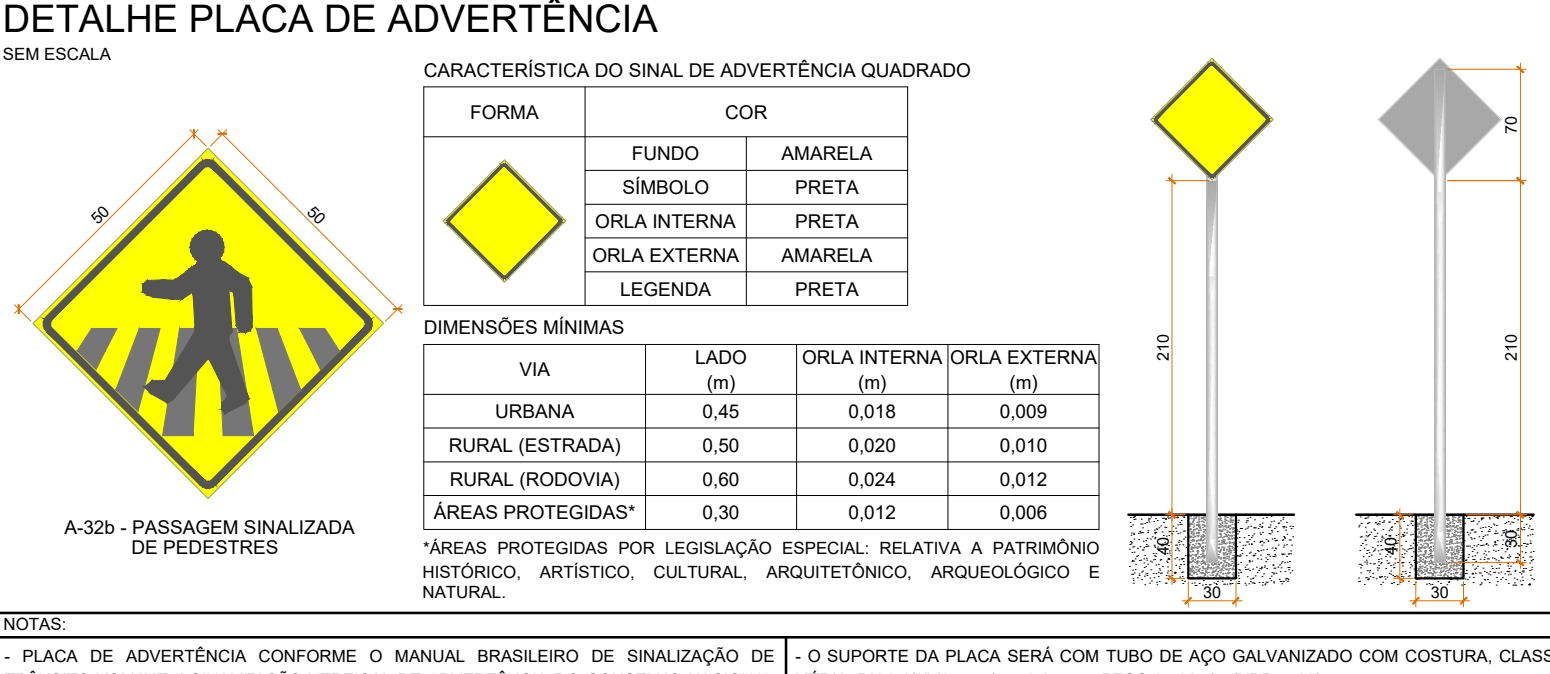 DETALHE PLACA DE ADVERTÊNCIA
SEM ESCALA
50
50
A-32b - PASSAGEM SINALIZADA
DE PEDESTRES
CARACTERÍSTICA DO SINAL DE ADVERTÊNCIA QUADRADO
FORMA COR
FUNDO AMARELA
SÍMBOLO PRETA
ORLA INTERNA PRETA
ORLA EXTERNA AMARELA
LEGENDA PRETA
DIMENSÕES MÍNIMAS
VIA LADO (m) ORLA INTERNA (m) ORLA EXTERNA (m)
URBANA 0,45 0,018 0,009
RURAL (ESTRADA) 0,50 0,020 0,010
RURAL (RODOVIA) 0,60 0,024 0,012
ÁREAS PROTEGIDAS* 0,30 0,012 0,006
*ÁREAS PROTEGIDAS POR LEGISLAÇÃO ESPECIAL: RELATIVA A PATRIMÔNIO
HISTÓRICO, ARTÍSTICO, CULTURAL, ARQUITETÔNICO, ARQUEOLÓGICO E
NATURAL.
210
40
30
70
210
40
30
30
NOTAS:
- PLACA DE ADVERTÊNCIA CONFORME O MANUAL BRASILEIRO DE SINALIZAÇÃO DE
- O SUPORTE DA PLACA SERÁ COM TUBO DE AÇO GALVANIZADO COM COSTURA, CLASS